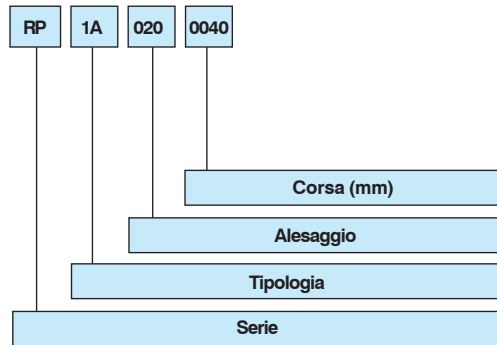 RP 1A 020 0040
Corsa (mm)
Alesaggio
Tipologia
Serie